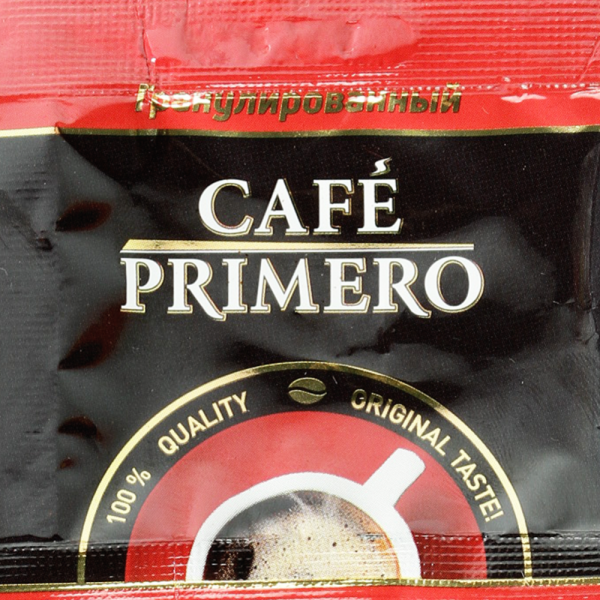 Гранулированный
CAFÉ
PRIMERO
100 % QUALITY ORIGINAL TASTE!